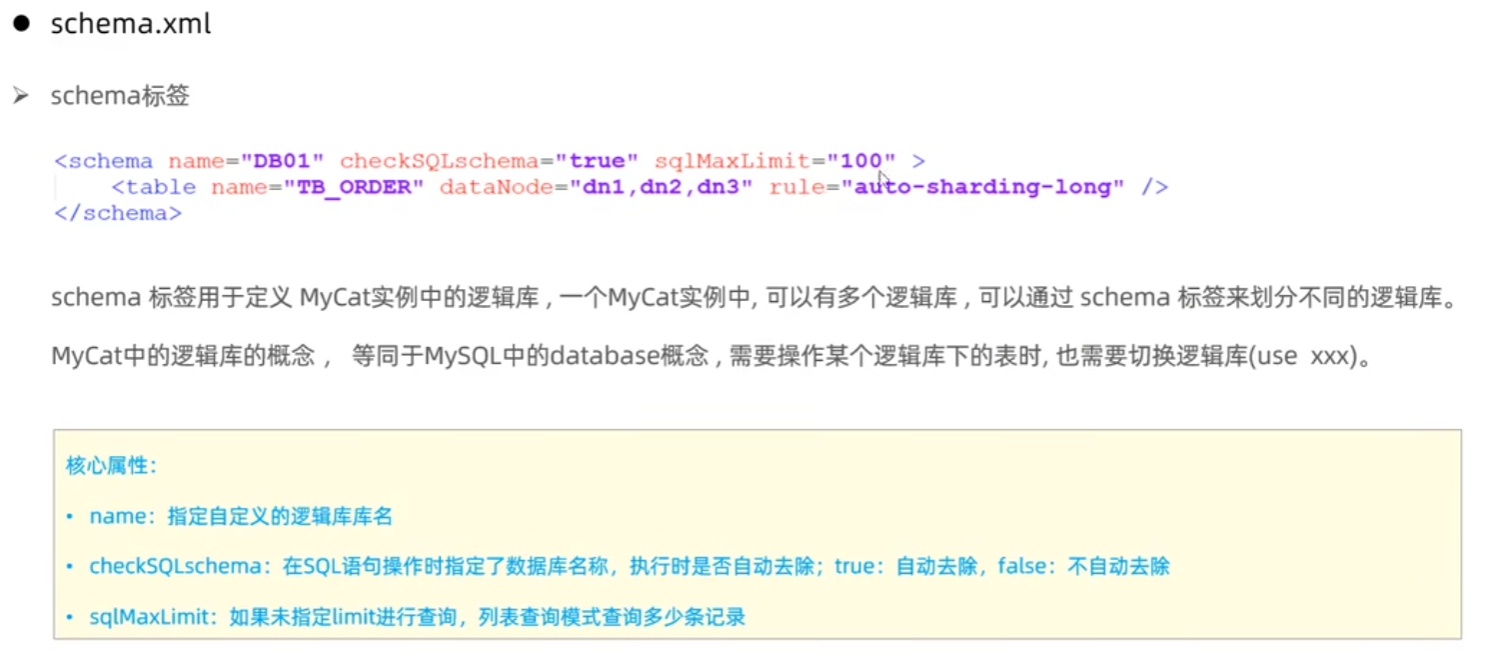 ● schema.xml
➢ schema标签
<schema name="DB01" checkSQLschema="true" sqlMaxLimit="100" >
    <table name="TB_ORDER" dataNode="dn1,dn2,dn3" rule="auto-sharding-long" />
</schema>
schema 标签用于定义 MyCat实例中的逻辑库 , 一个MyCat实例中, 可以有多个逻辑库 , 可以通过 schema 标签来划分不同的逻辑库。
MyCat中的逻辑库的概念 ， 等同于MySQL中的database概念 , 需要操作某个逻辑库下的表时, 也需要切换逻辑库(use xxx)。
核心属性：
• name：指定自定义的逻辑库库名
• checkSQLschema：在SQL语句操作时指定了数据库名称，执行时是否自动去除；true：自动去除，false：不自动去除
• sqlMaxLimit：如果未指定limit进行查询，列表查询模式查询多少条记录